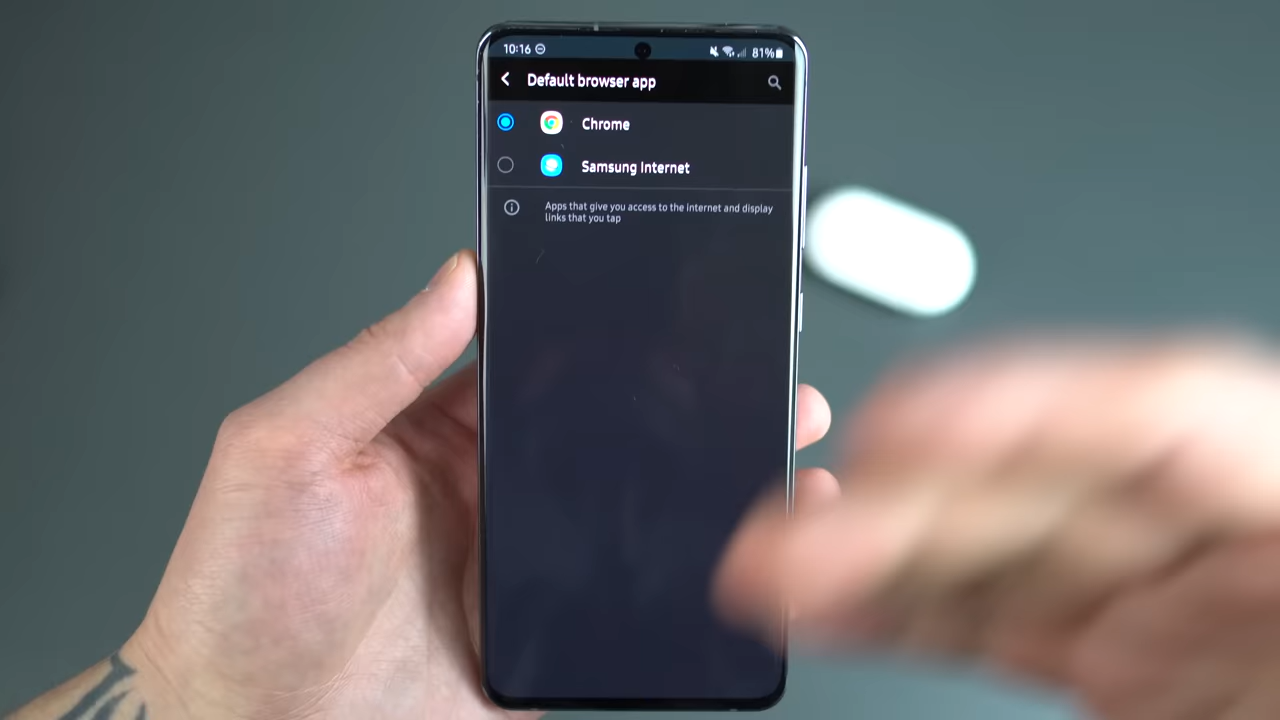 10:16 81%
Default browser app
Chrome
Samsung Internet
Apps that give you access to the internet and display
links that you tap